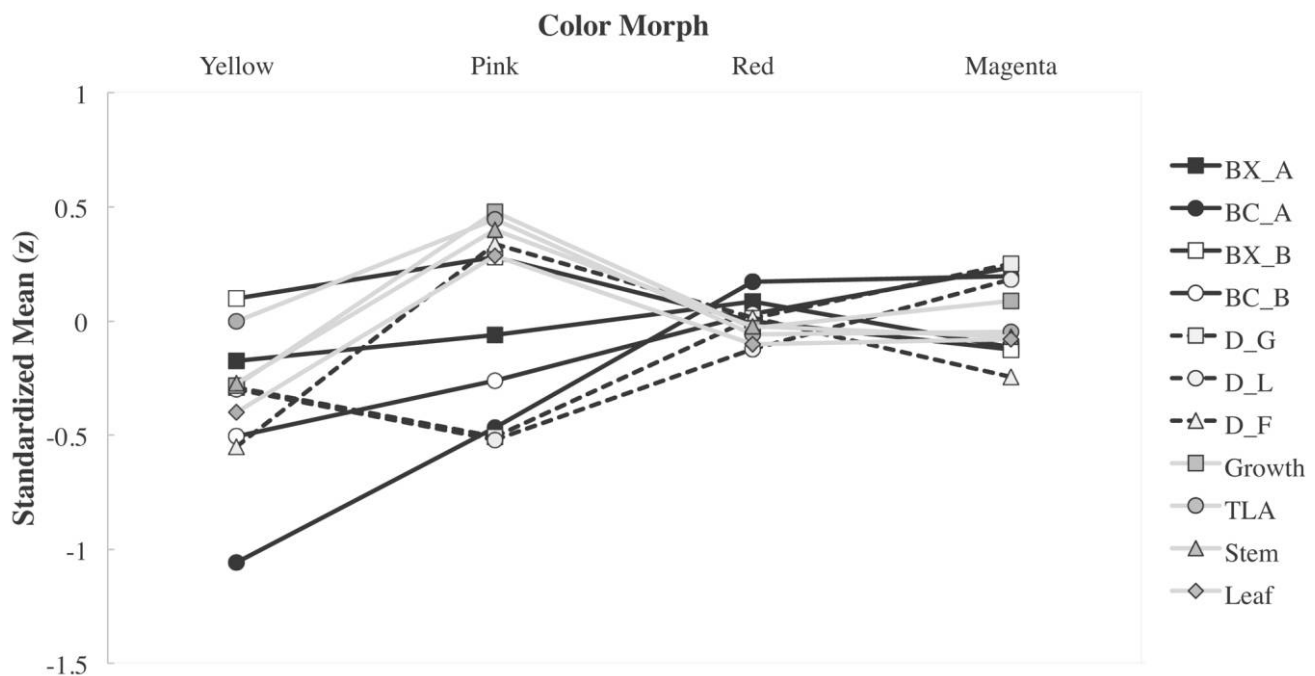 Color Morph
Yellow Pink Red Magenta
1
0.5
0
-0.5
-1
-1.5
Standardized Mean (z)
BX_A
BC_A
BX_B
BC_B
D_G
D_L
D_F
Growth
TLA
Stem
Leaf